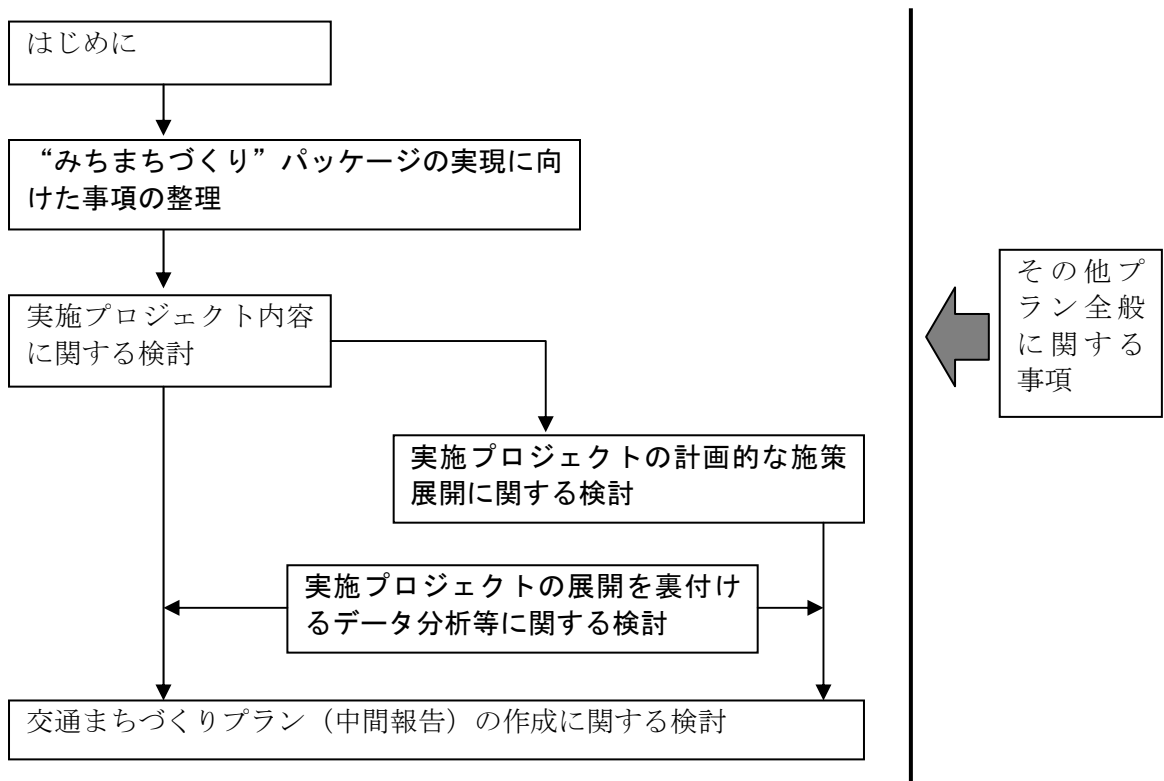 はじめに
“みちまちづくり”パッケージの実現に向
けた事項の整理
実施プロジェクト内容
に関する検討
実施プロジェクトの計画的な施策
展開に関する検討
実施プロジェクトの展開を裏付け
るデータ分析等に関する検討
交通まちづくりプラン（中間報告）の作成に関する検討
その他プ
ラン全般
に関する
事項